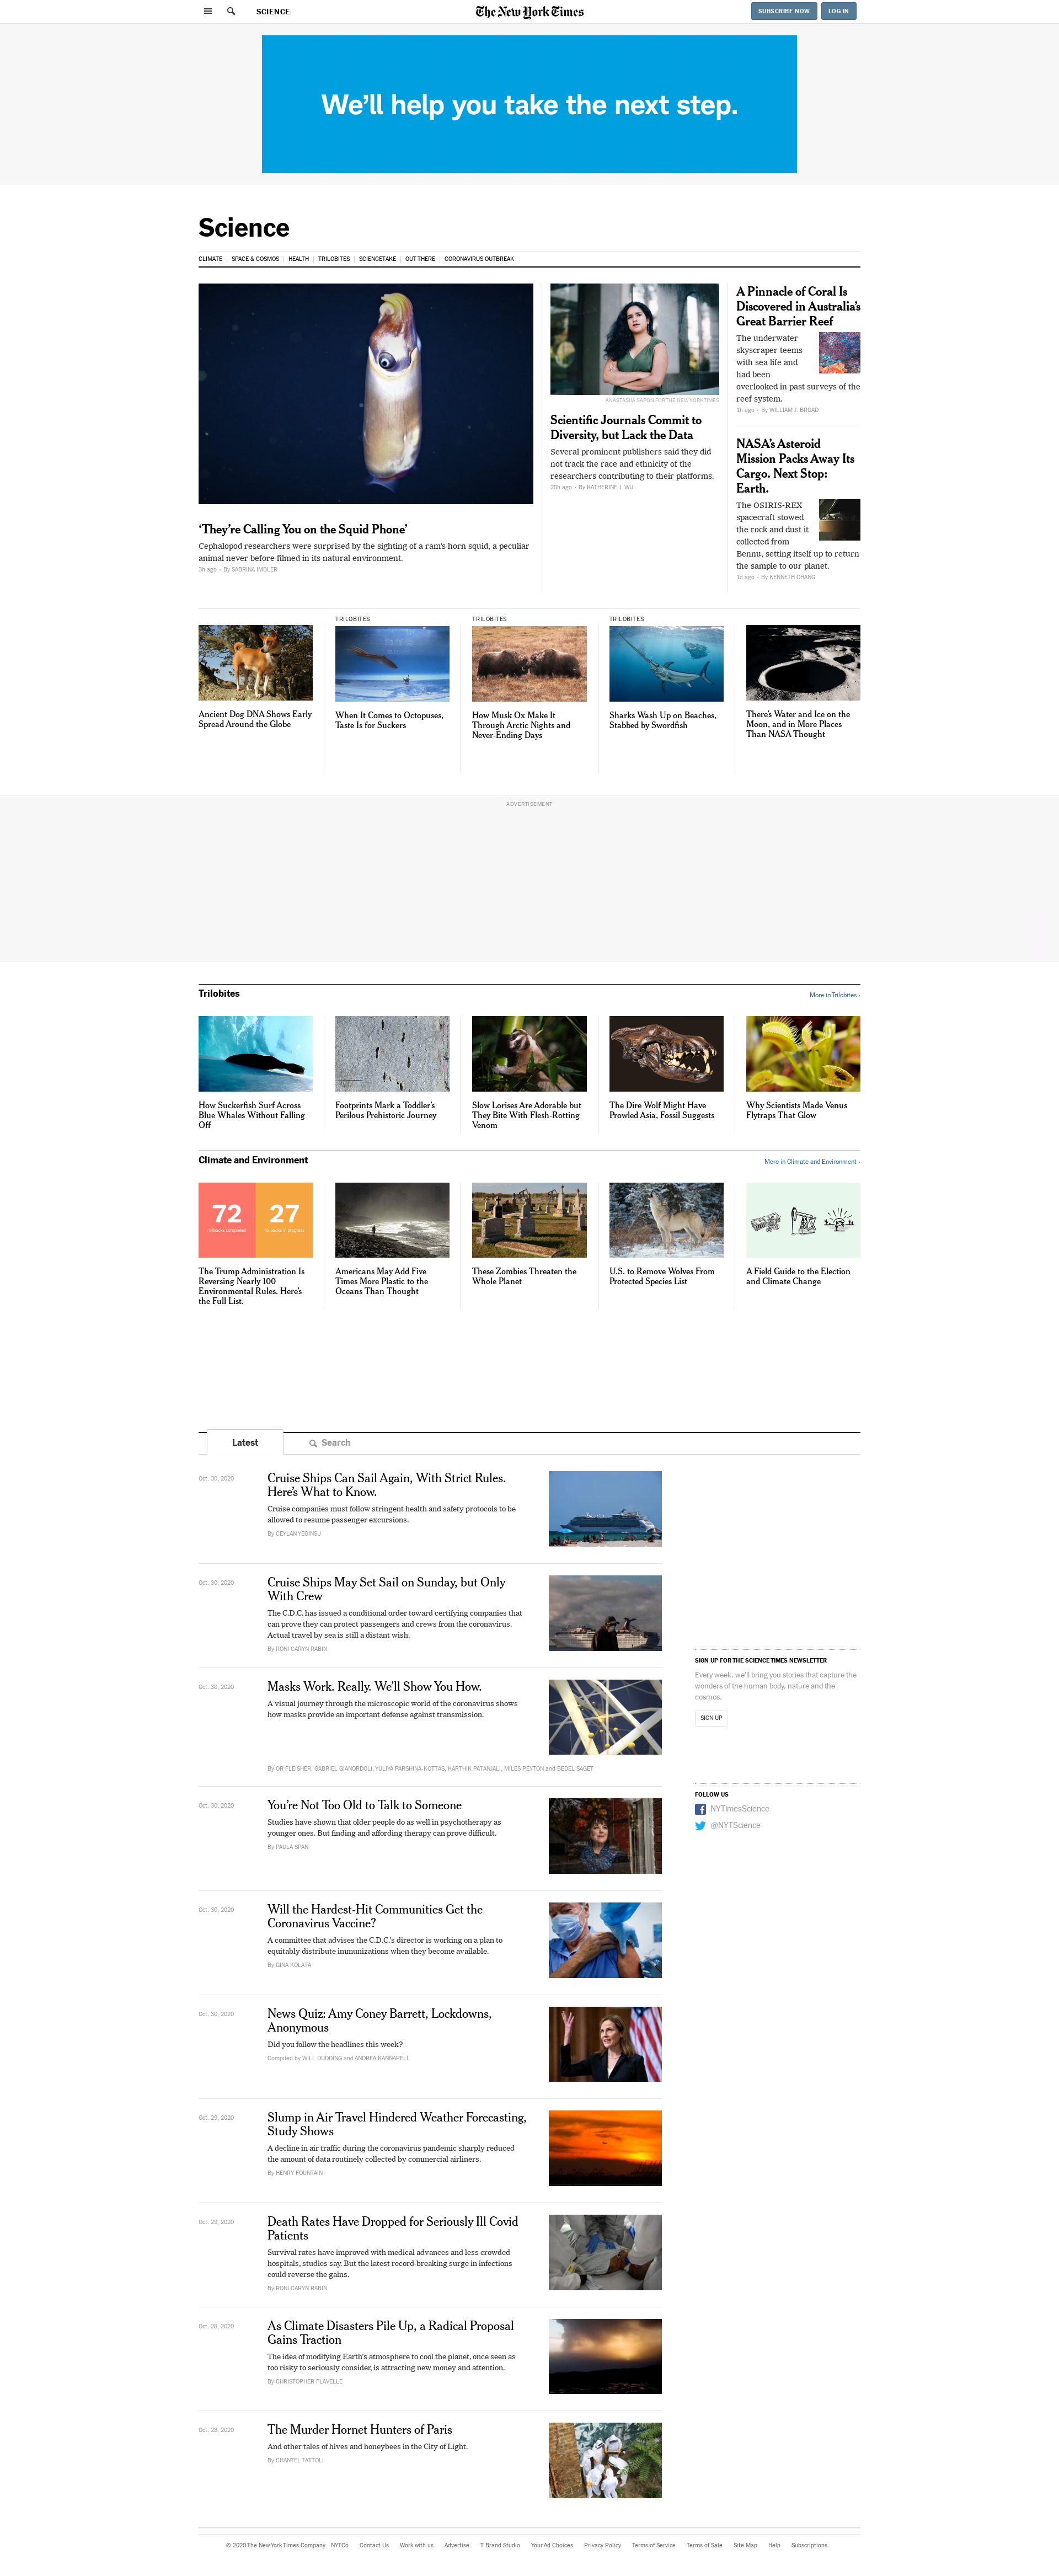 SCIENCE
The New York Times
SUBSCRIBE NOW
LOG IN
We'll help you take the next step.
Science
CLIMATE
SPACE & COSMOS
HEALTH
TRILOBITES
SCIENCETAKE
OUT THERE
CORONAVIRUS OUTBREAK
‘They’re Calling You on the Squid Phone’
Cephalopod researchers were surprised by the sighting of a ram's horn squid, a peculiar
animal never before filmed in its natural environment.
3h ago • By SABRINA IMBLER
ANASTASIIA SAPON FOR THE NEW YORK TIMES
Scientific Journals Commit to
Diversity, but Lack the Data
Several prominent publishers said they did
not track the race and ethnicity of the
researchers contributing to their platforms.
20h ago • By KATHERINE J. WU
A Pinnacle of Coral Is
Discovered in Australia’s
Great Barrier Reef
The underwater
skyscraper teems
with sea life and
had been
overlooked in past surveys of the
reef system.
1h ago • By WILLIAM J. BROAD
NASA’s Asteroid
Mission Packs Away Its
Cargo. Next Stop:
Earth.
The OSIRIS-REX
spacecraft stowed
the rock and dust it
collected from
Bennu, setting itself up to return
the sample to our planet.
1d ago • By KENNETH CHANG
Ancient Dog DNA Shows Early
Spread Around the Globe
TRILOBITES
When It Comes to Octopuses,
Taste Is for Suckers
TRILOBITES
How Musk Ox Make It
Through Arctic Nights and
Never-Ending Days
TRILOBITES
Sharks Wash Up on Beaches,
Stabbed by Swordfish
There’s Water and Ice on the
Moon, and in More Places
Than NASA Thought
ADVERTISEMENT
Trilobites
More in Trilobites ›
How Suckerfish Surf Across
Blue Whales Without Falling
Off
Footprints Mark a Toddler’s
Perilous Prehistoric Journey
Slow Lorises Are Adorable but
They Bite With Flesh-Rotting
Venom
The Dire Wolf Might Have
Prowled Asia, Fossil Suggests
Why Scientists Made Venus
Flytraps That Glow
Climate and Environment
More in Climate and Environment ›
72
rollbacks completed
27
rollbacks in progress
The Trump Administration Is
Reversing Nearly 100
Environmental Rules. Here’s
the Full List.
Americans May Add Five
Times More Plastic to the
Oceans Than Thought
These Zombies Threaten the
Whole Planet
U.S. to Remove Wolves From
Protected Species List
A Field Guide to the Election
and Climate Change
Latest
Search
Oct. 30, 2020
Cruise Ships Can Sail Again, With Strict Rules.
Here’s What to Know.
Cruise companies must follow stringent health and safety protocols to be
allowed to resume passenger excursions.
By CEYLAN YEGINSU
Oct. 30, 2020
Cruise Ships May Set Sail on Sunday, but Only
With Crew
The C.D.C. has issued a conditional order toward certifying companies that
can prove they can protect passengers and crews from the coronavirus.
Actual travel by sea is still a distant wish.
By RONI CARYN RABIN
Oct. 30, 2020
Masks Work. Really. We’ll Show You How.
A visual journey through the microscopic world of the coronavirus shows
how masks provide an important defense against transmission.
By OR FLEISHER, GABRIEL GIANORDOLI, YULIYA PARSHINA-KOTTAS, KARTHIK PATANJALI, MILES PEYTON and BEDEL SAGET
Oct. 30, 2020
You’re Not Too Old to Talk to Someone
Studies have shown that older people do as well in psychotherapy as
younger ones. But finding and affording therapy can prove difficult.
By PAULA SPAN
Oct. 30, 2020
Will the Hardest-Hit Communities Get the
Coronavirus Vaccine?
A committee that advises the C.D.C.’s director is working on a plan to
equitably distribute immunizations when they become available.
By GINA KOLATA
Oct. 30, 2020
News Quiz: Amy Coney Barrett, Lockdowns,
Anonymous
Did you follow the headlines this week?
Compiled by WILL DUDDING and ANDREA KANNAPELL
Oct. 29, 2020
Slump in Air Travel Hindered Weather Forecasting,
Study Shows
A decline in air traffic during the coronavirus pandemic sharply reduced
the amount of data routinely collected by commercial airliners.
By HENRY FOUNTAIN
Oct. 29, 2020
Death Rates Have Dropped for Seriously Ill Covid
Patients
Survival rates have improved with medical advances and less crowded
hospitals, studies say. But the latest record-breaking surge in infections
could reverse the gains.
By RONI CARYN RABIN
Oct. 28, 2020
As Climate Disasters Pile Up, a Radical Proposal
Gains Traction
The idea of modifying Earth’s atmosphere to cool the planet, once seen as
too risky to seriously consider, is attracting new money and attention.
By CHRISTOPHER FLAVELLE
Oct. 28, 2020
The Murder Hornet Hunters of Paris
And other tales of hives and honeybees in the City of Light.
By CHANTEL TATTOLI
SIGN UP FOR THE SCIENCE TIMES NEWSLETTER
Every week, we'll bring you stories that capture the
wonders of the human body, nature and the
cosmos.
SIGN UP
FOLLOW US
NYTimesScience
@NYTScience
© 2020 The New York Times Company
NYTCo
Contact Us
Work with us
Advertise
T Brand Studio
Your Ad Choices
Privacy Policy
Terms of Service
Terms of Sale
Site Map
Help
Subscriptions